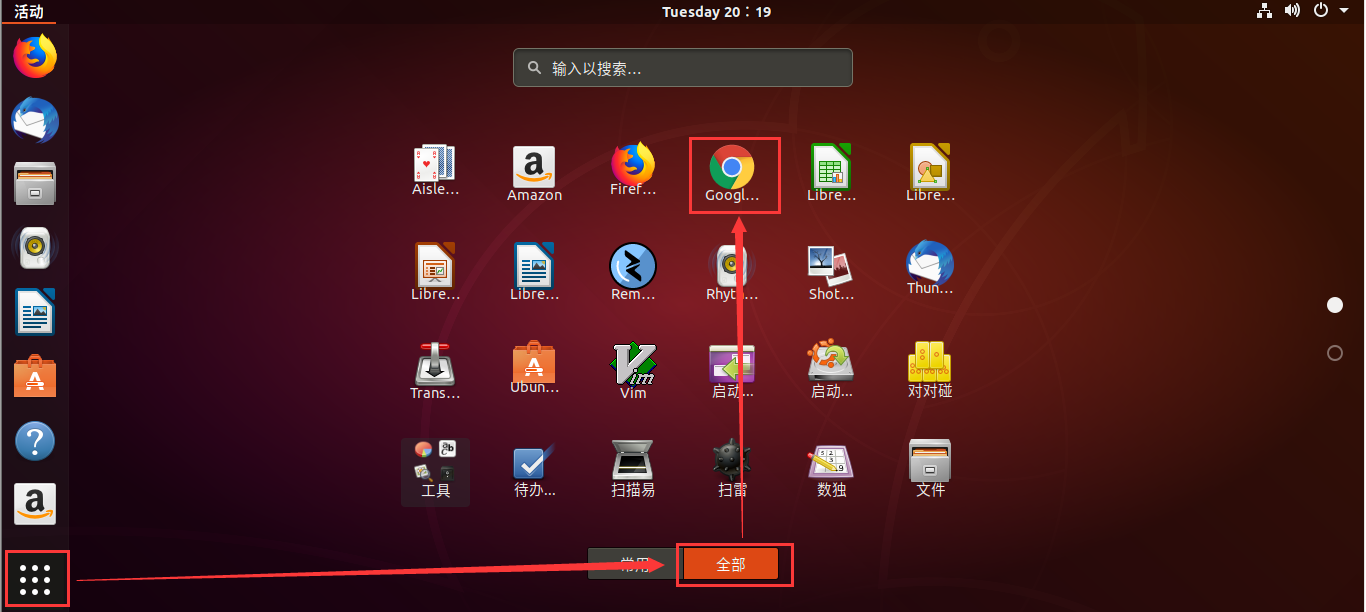 活动
Tuesday 20：19
输入以搜索...
Aisle...
Amazon
Firef...
Googl...
Libre...
Libre...
Libre...
Libre...
Rem...
Rhyth...
Shot...
Thun...
Trans...
Ubun...
Vim
启动...
启动...
对对碰
工具
待办...
扫描易
扫雷
数独
文件
常用
全部